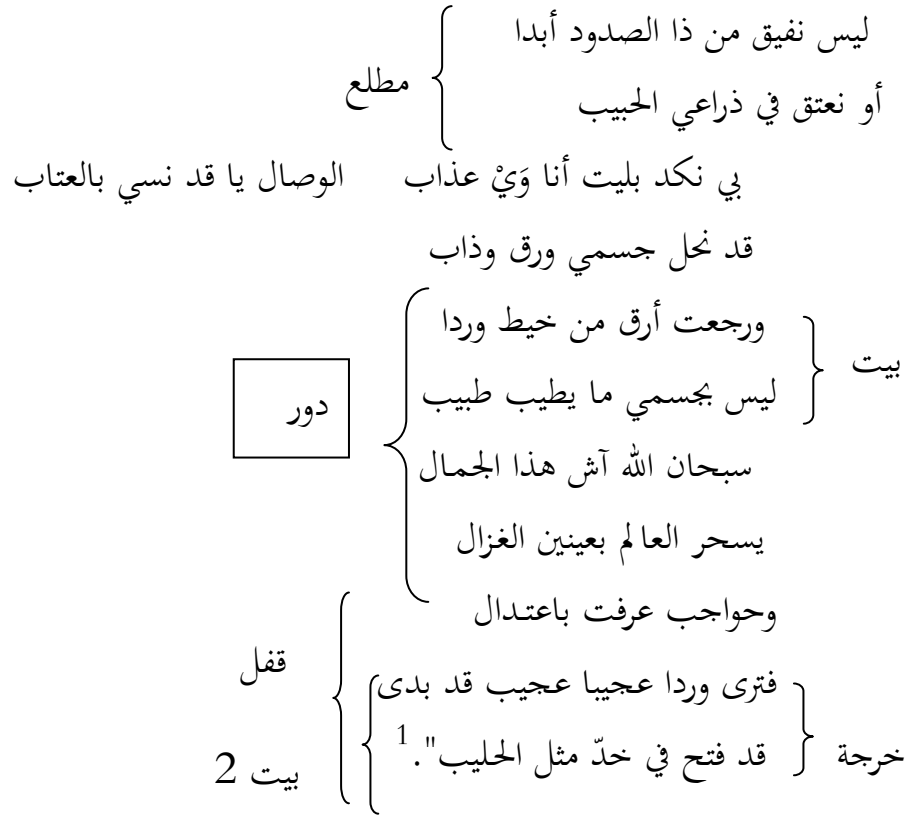 ليس نفيق من ذا الصدود أبدا
مطلع
أو نعتق في ذراعي الحبيب
بي نكد بليت أنا وَيْ عذاب الوصال يا قد نسي بالعتاب
قد نحل جسمي ورق وذاب
ورجعت أرق من خيط وردا
بيت
ليس بجسمي ما يطيب طبيب
دور
سبحان الله آش هذا الجمال
يسحر العالم بعينين الغزال
وحواجب عرفت باعتدال
قفل
فترى وردا عجيبا عجيب قد بدى
خرجة
قد فتح في خدّ مثل الحليب". 1
بيت 2